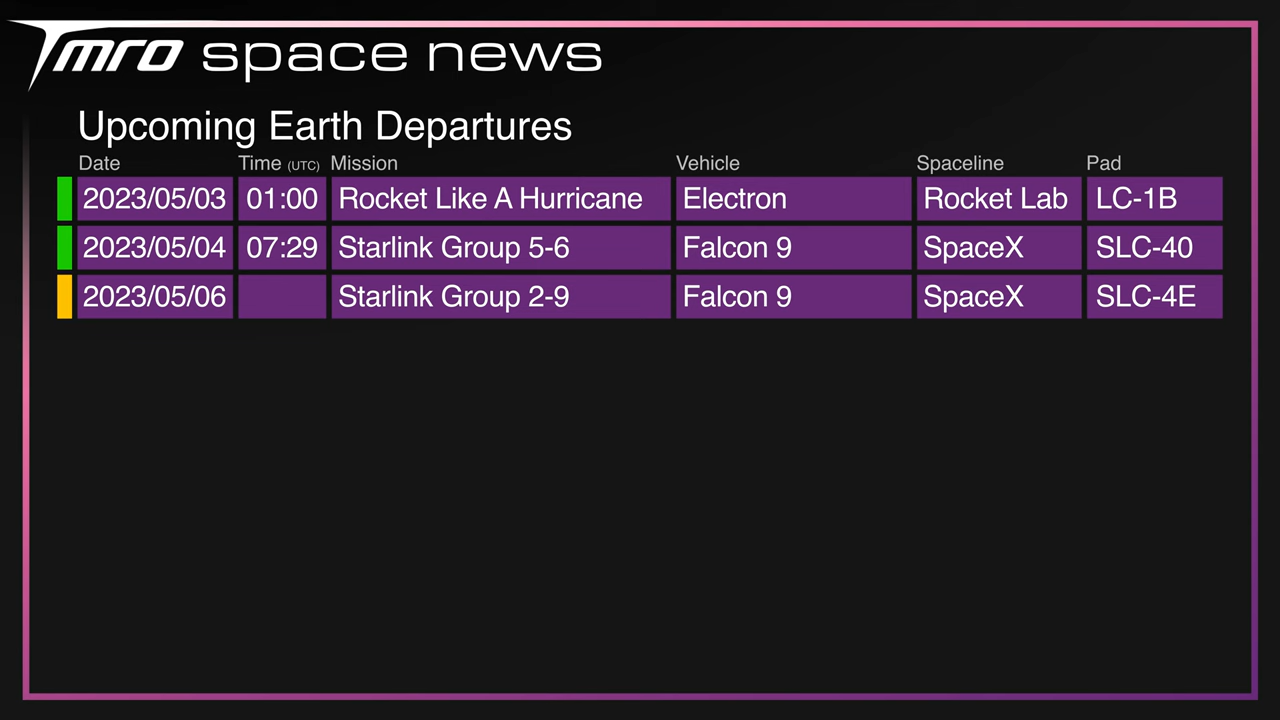 Tmro space news
Upcoming Earth Departures
Date Time (UTC) Mission Vehicle Spaceline Pad
2023/05/03 01:00 Rocket Like A Hurricane Electron Rocket Lab LC-1B
2023/05/04 07:29 Starlink Group 5-6 Falcon 9 SpaceX SLC-40
2023/05/06 Starlink Group 2-9 Falcon 9 SpaceX SLC-4E